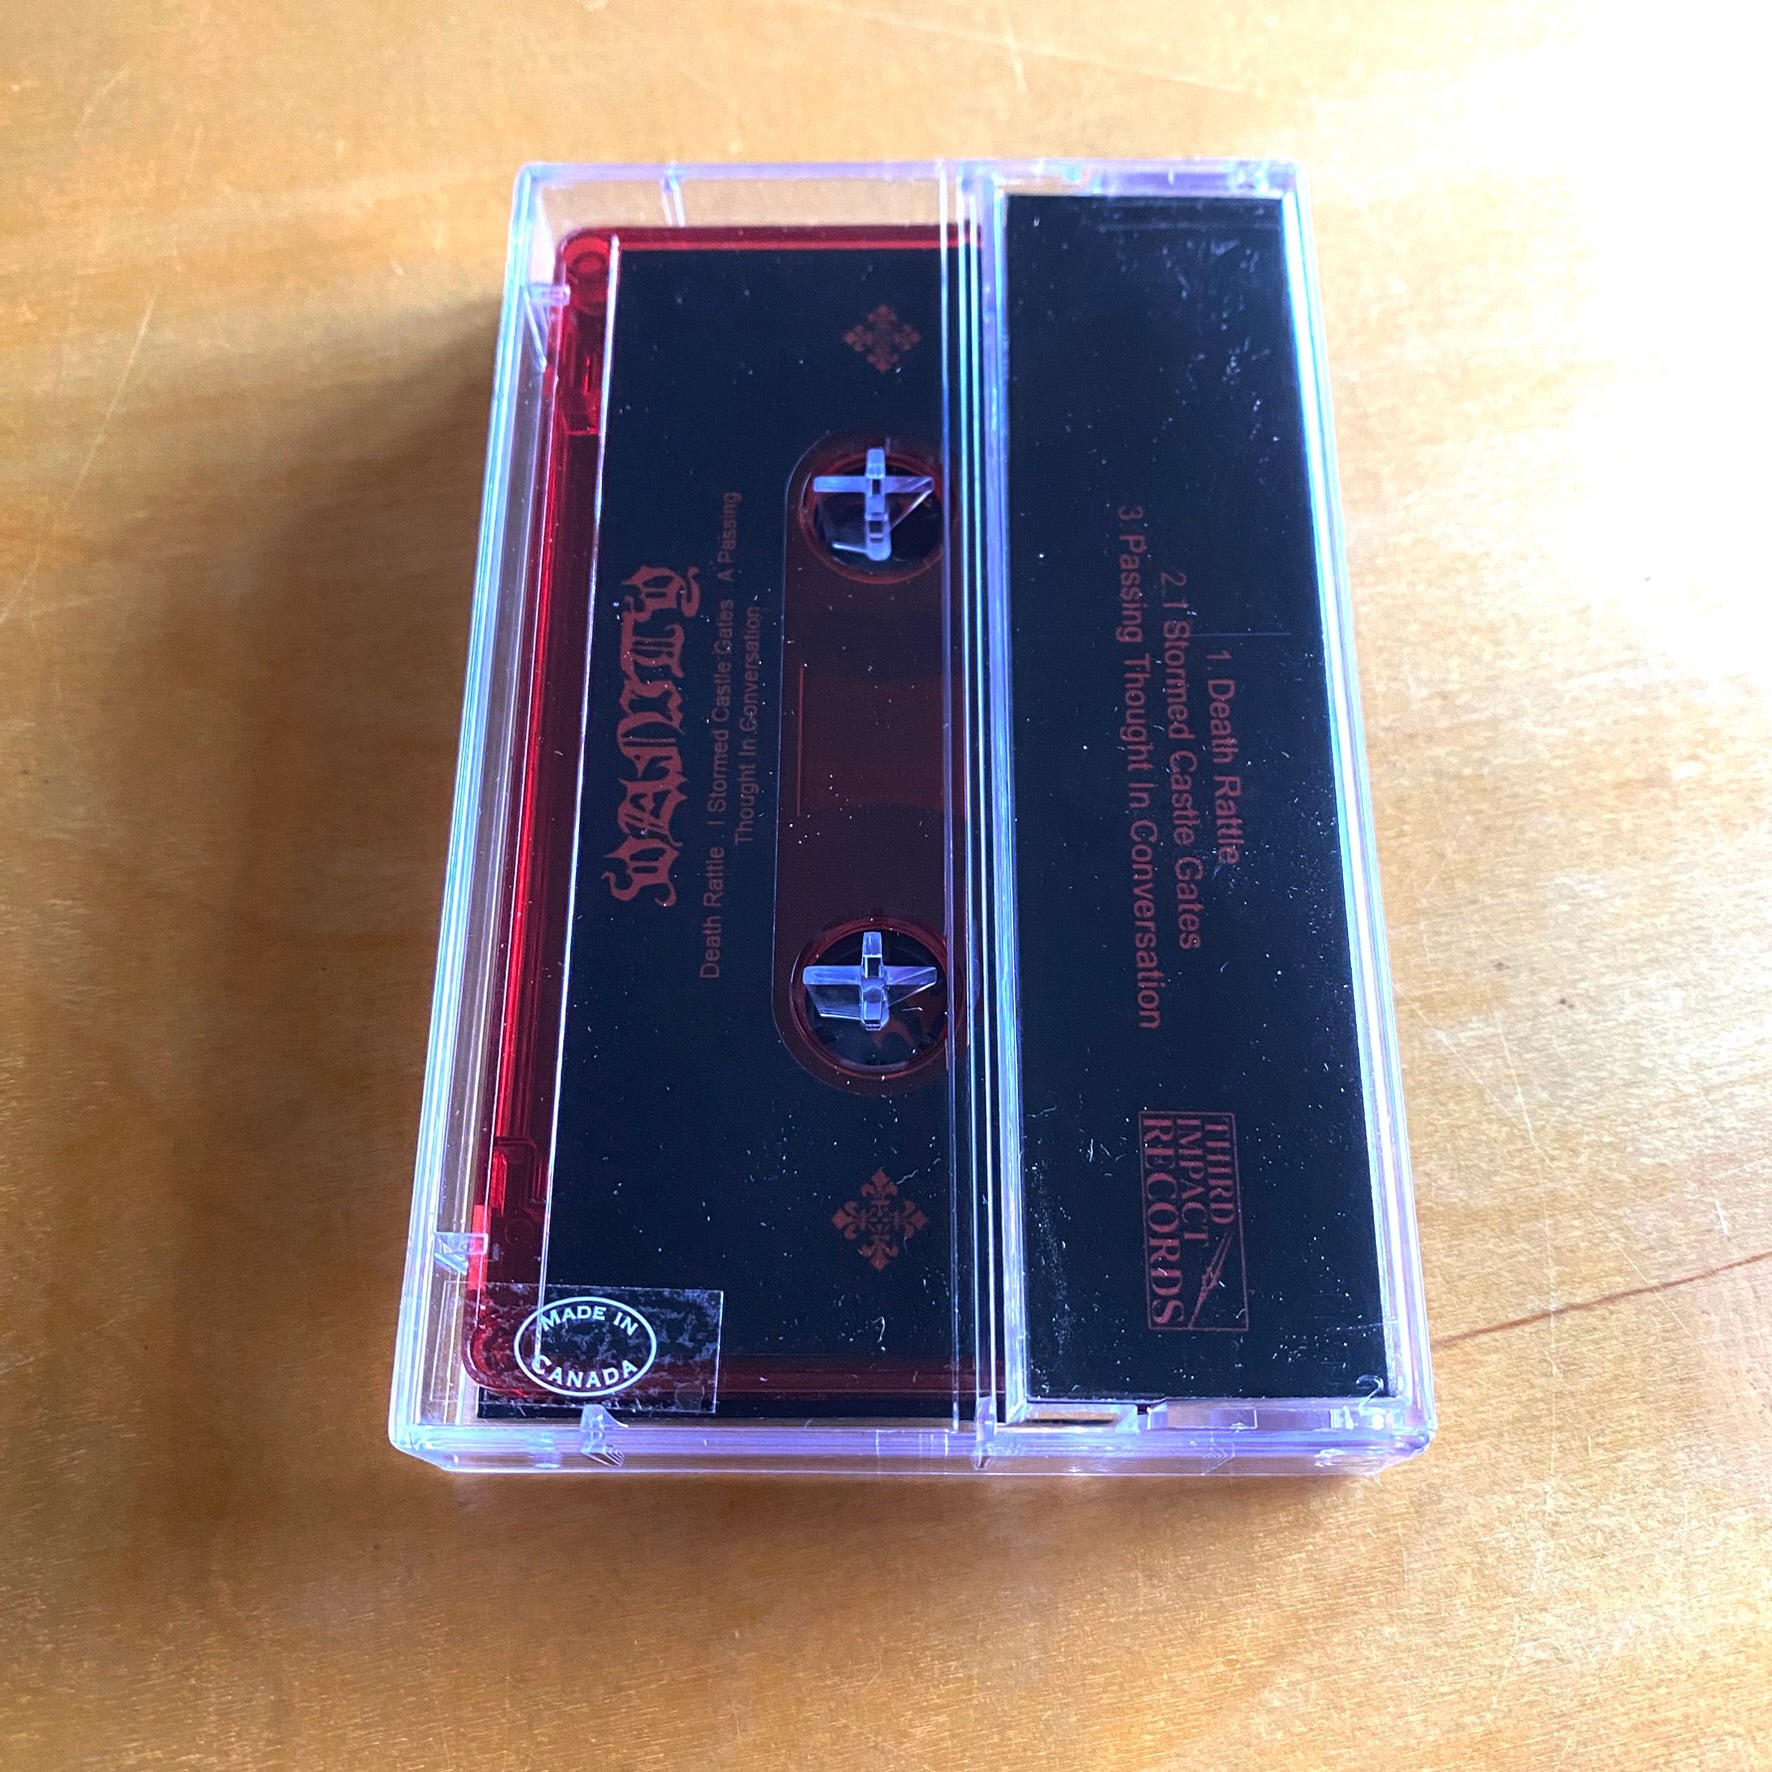 VANITY
Death Rattle . I Stormed Castle Gates A Passing
Thought In Conversation
1. Death Rattle
2 I Stormed Castle Gates
3 Passing Thought In Conversation
THIRD
IMPACT
RECORDS
MADE IN
CANADA